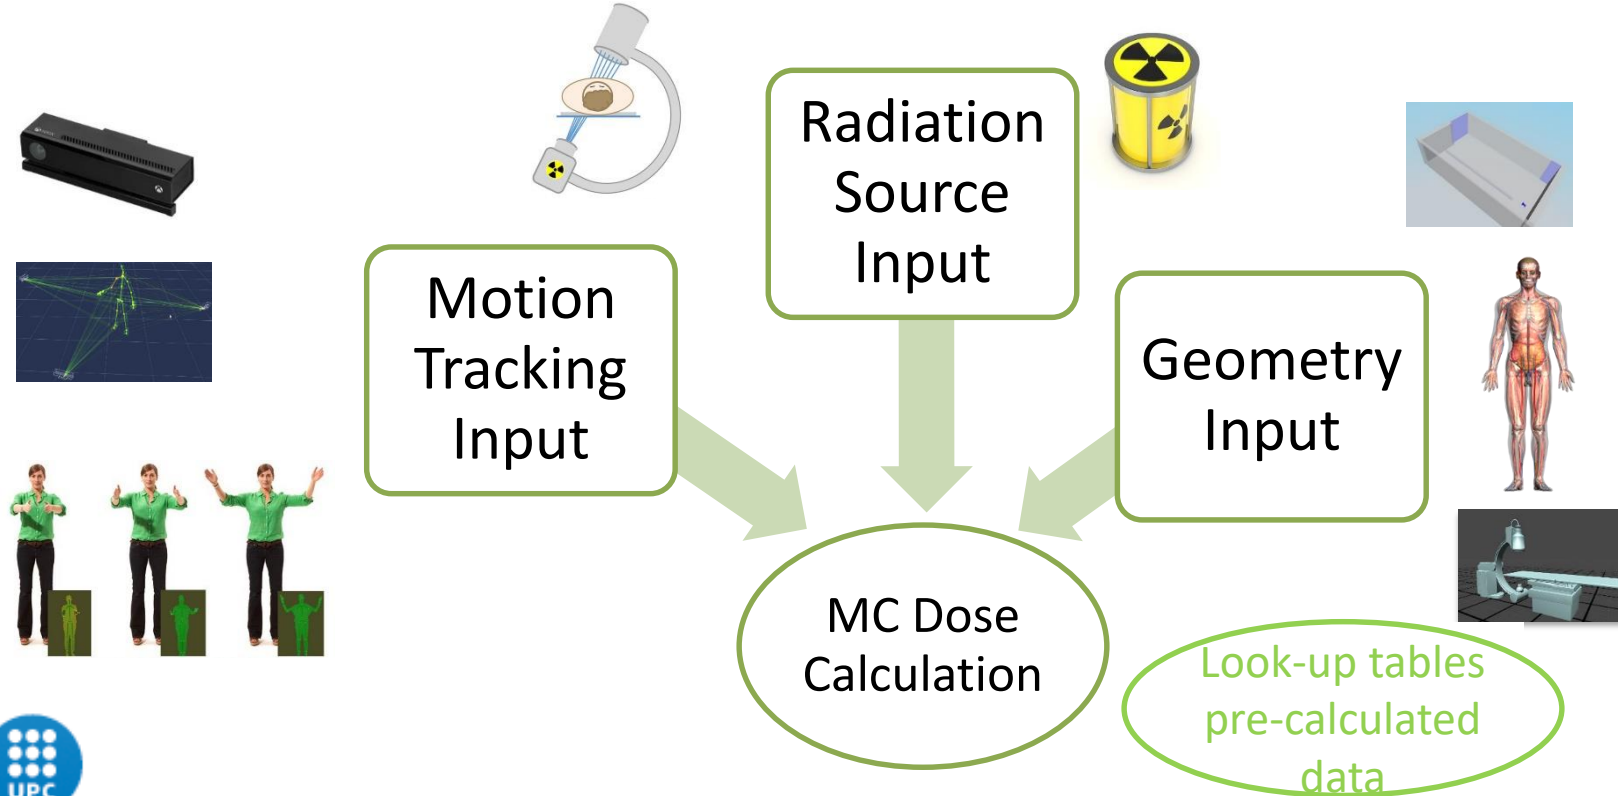 Radiation
Source
Input
Motion
Tracking
Input
Geometry
Input
MC Dose
Calculation
Look-up tables
pre-calculated
data
UPC